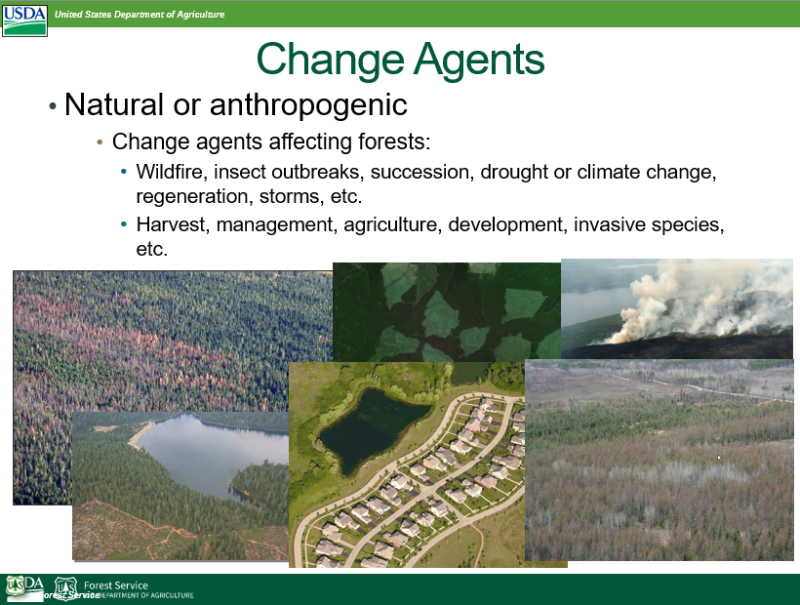 USDA
United States Department of Agriculture
Change Agents
• Natural or anthropogenic
• Change agents affecting forests:
• Wildfire, insect outbreaks, succession, drought or climate change,
regeneration, storms, etc.
• Harvest, management, agriculture, development, invasive species,
etc.
USDA
Forest Service
Forest Service
DEPARTMENT OF AGRICULTURE